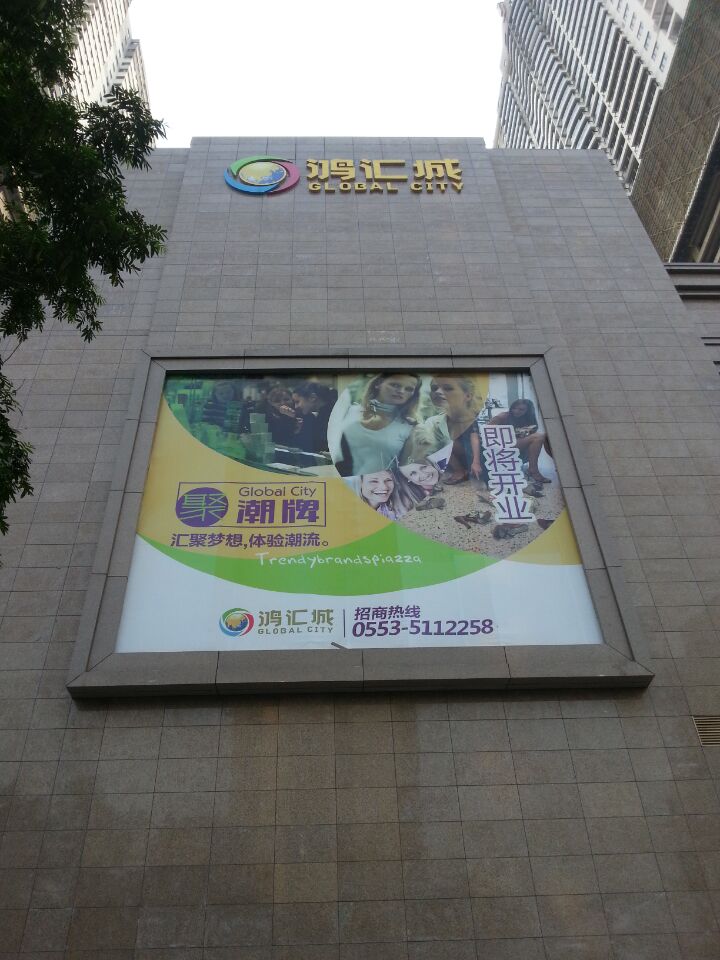 鸿汇城
GLOBAL CITY
即将开业
聚
Global City
潮牌
汇聚梦想,体验潮流。
Trendybrandspiazza
鸿汇城
GLOBAL CITY
招商热线
0553-5112258